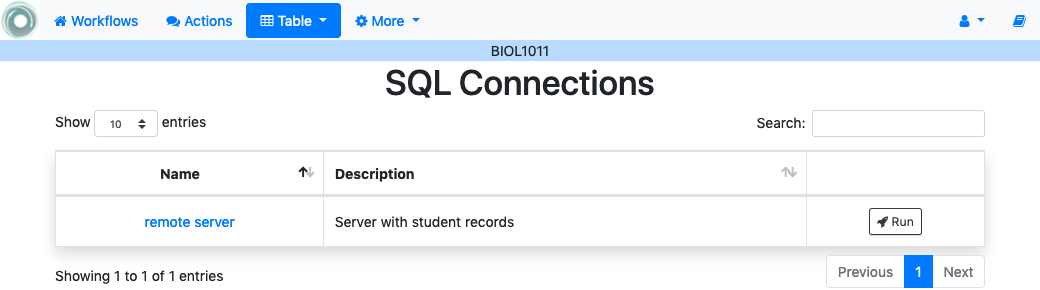 Workflows Actions Table More
BIOL1011
SQL Connections
Show 10 entries Search:
Name Description
remote server Server with student records Run
Showing 1 to 1 of 1 entries Previous 1 Next